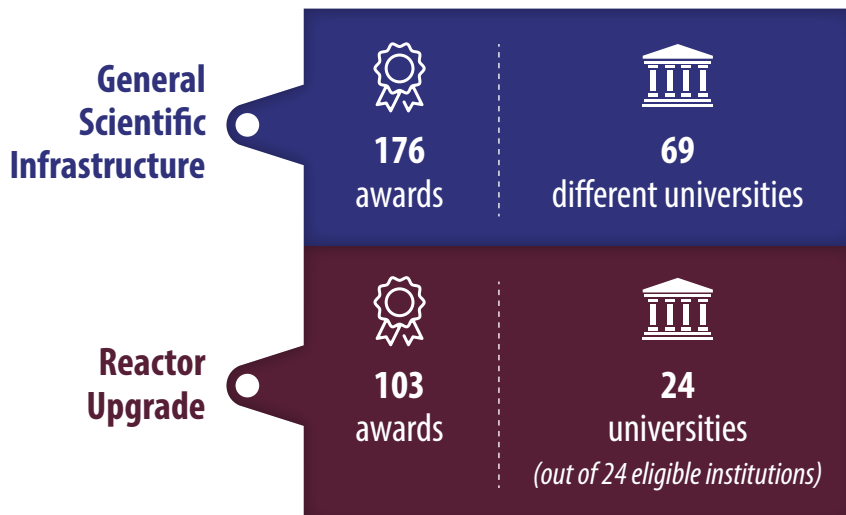 General
Scientific
Infrastructure
176
awards
69
different universities
Reactor
Upgrade
103
awards
24
universities
(out of 24 eligible institutions)